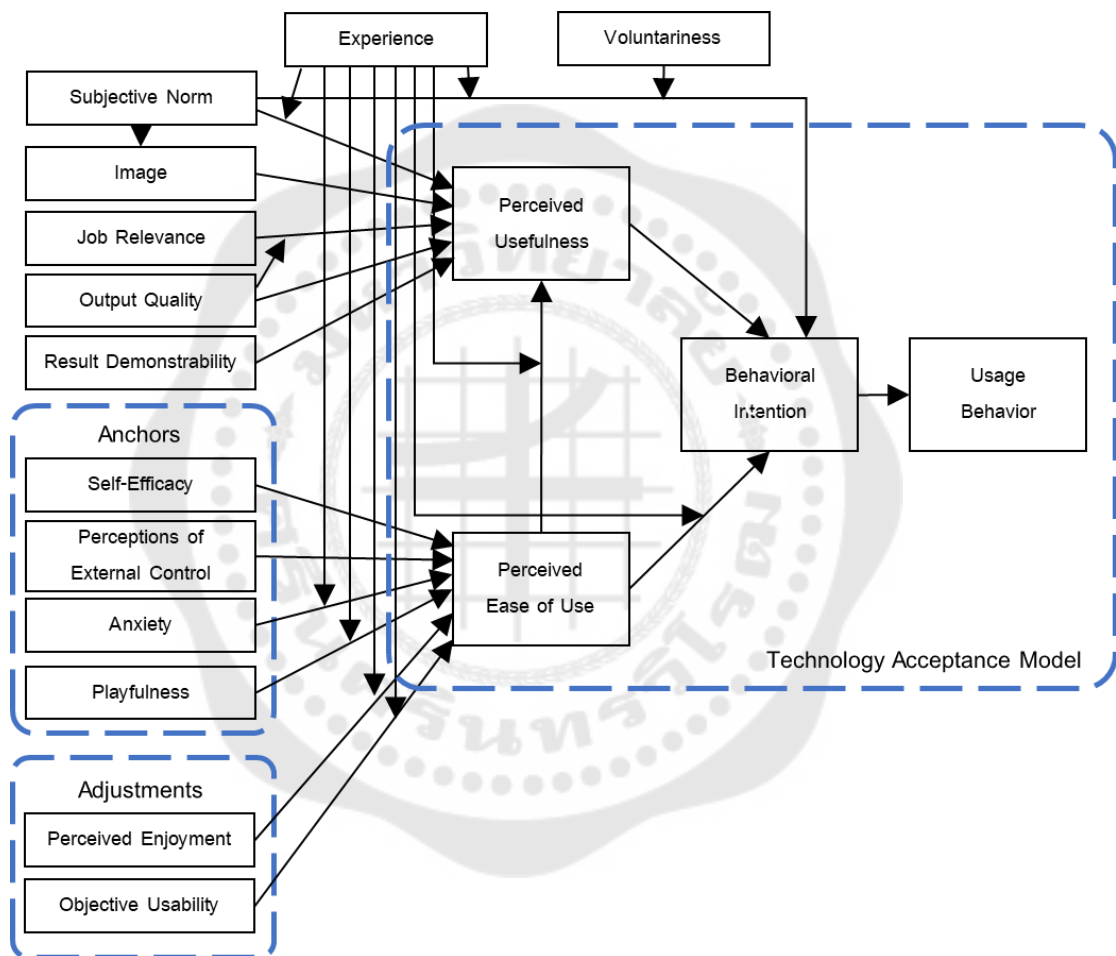 Experience
Voluntariness
Subjective Norm
Image
Job Relevance
Output Quality
Result Demonstrability
Perceived
Usefulness
Behavioral
Intention
Usage
Behavior
Anchors
Self-Efficacy
Perceptions of
External Control
Anxiety
Playfulness
Perceived
Ease of Use
Technology Acceptance Model
Adjustments
Perceived Enjoyment
Objective Usability